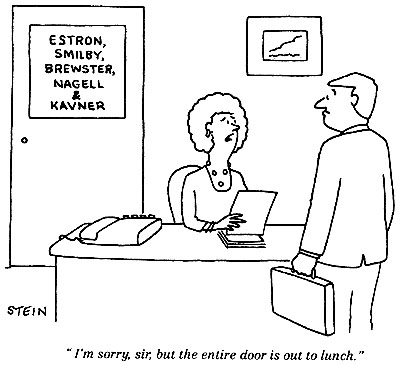 ESTRON,
SMILBY,
BREWSTER,
NAGELL
&
KAVNER
STEIN
"I'm sorry, sir, but the entire door is out to lunch."